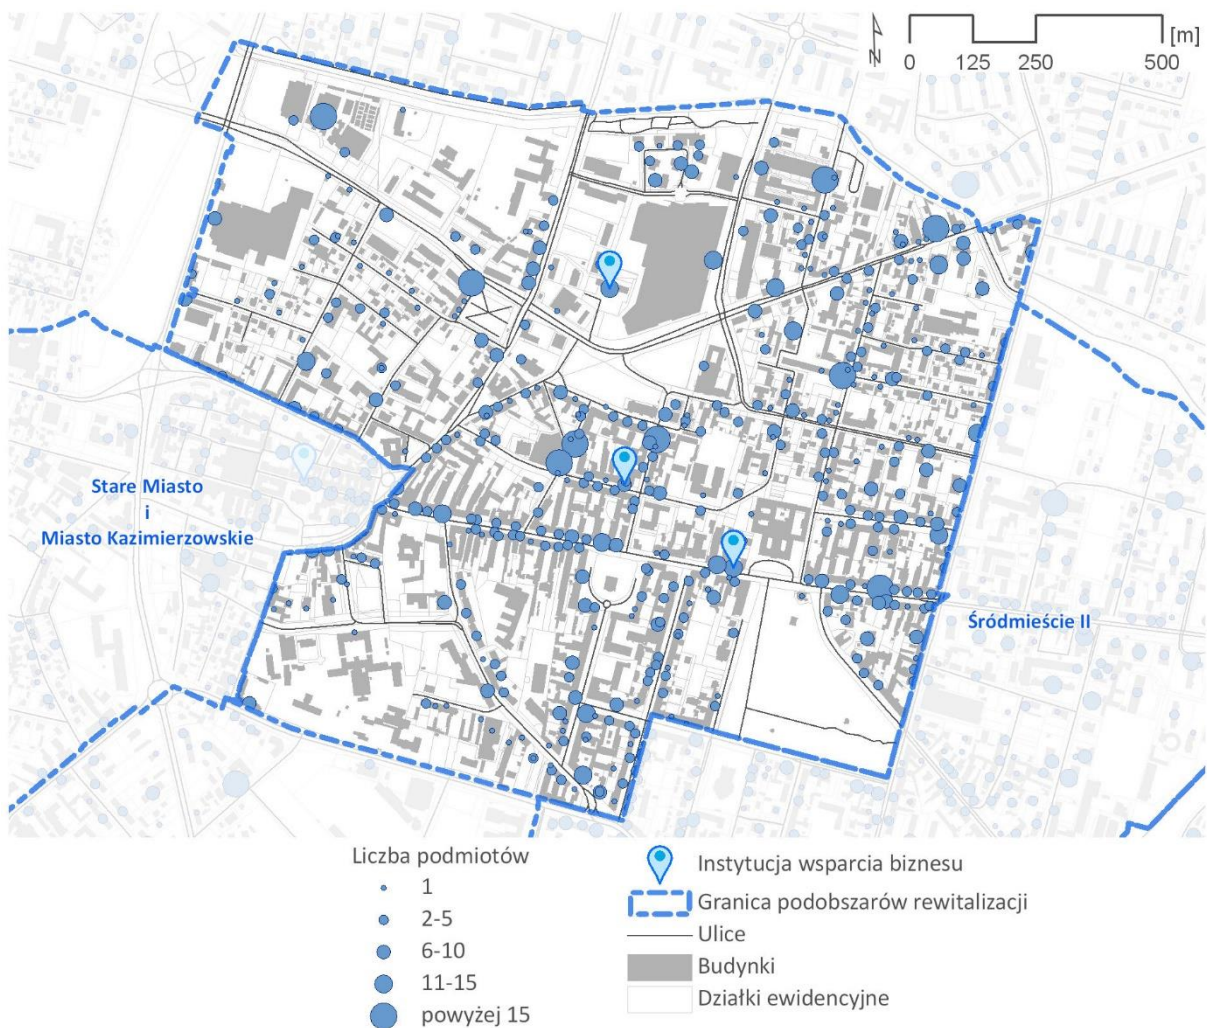 N
[m]
0 125 250 500
Stare Miasto
i
Miasto Kazimierzowskie
Śródmieście II
Liczba podmiotów
1
2-5
6-10
11-15
powyżej 15
Instytucja wsparcia biznesu
Granica podobszarów rewitalizacji
Ulice
Budynki
Działki ewidencyjne